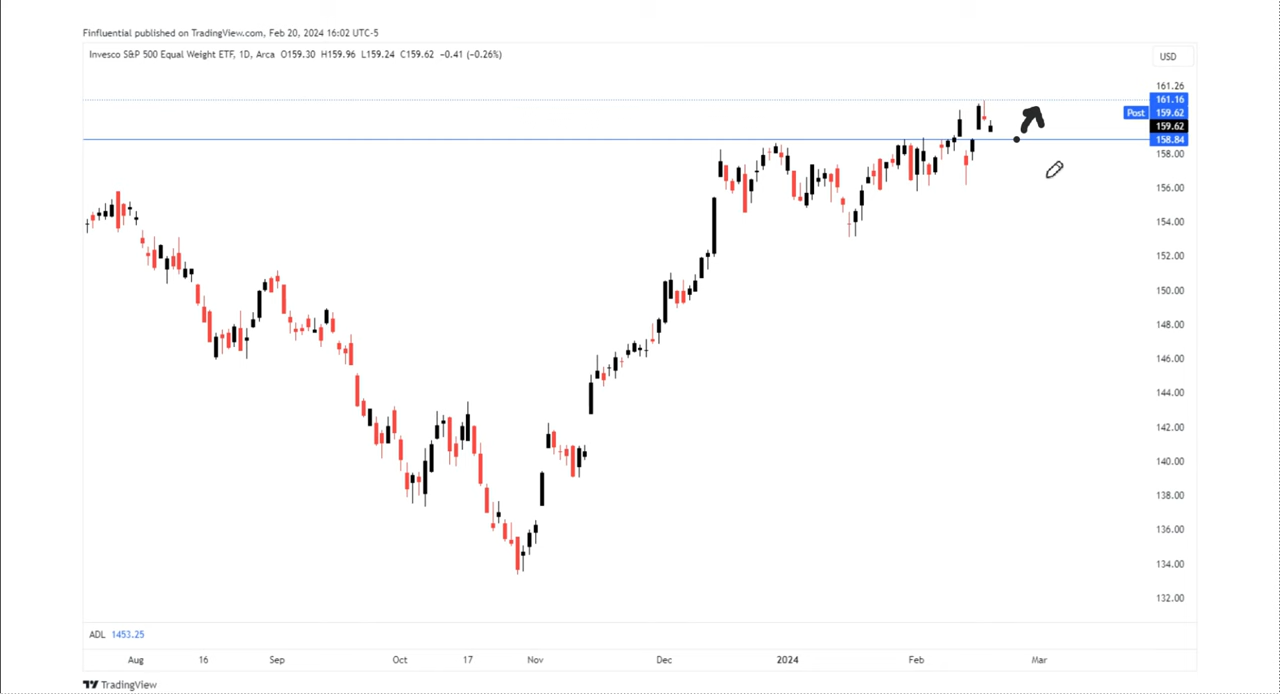 Finfluential published on TradingView.com, Feb 20, 2024 16:02 UTC-5
Invesco S&P 500 Equal Weight ETF, 1D, Arca O159.30 H159.96 L159.24 C159.62 −0.41 (−0.26%)
USD
161.26
161.16
Post 159.62
159.62
158.84
158.00
156.00
154.00
152.00
150.00
148.00
146.00
144.00
142.00
140.00
138.00
136.00
134.00
132.00
ADL 1453.25
Aug 16 Sep Oct 17 Nov Dec 2024 Feb Mar
TradingView